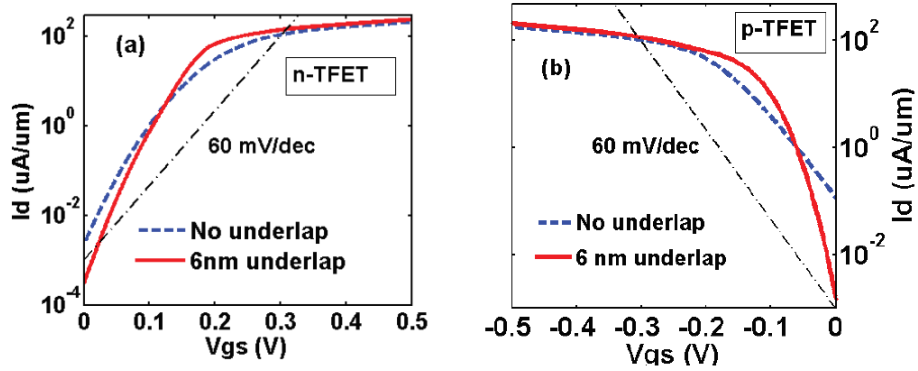 (a)
n-TFET
60 mV/dec
No underlap
6nm underlap
Id (uA/um)
10^2
10^0
10^-2
10^-4
0 0.1 0.2 0.3 0.4 0.5
Vgs (V)
p-TFET
(b)
60 mV/dec
No underlap
6 nm underlap
10^2
10^0
10^-2
Id (uA/um)
-0.5 -0.4 -0.3 -0.2 -0.1 0
Vgs (V)